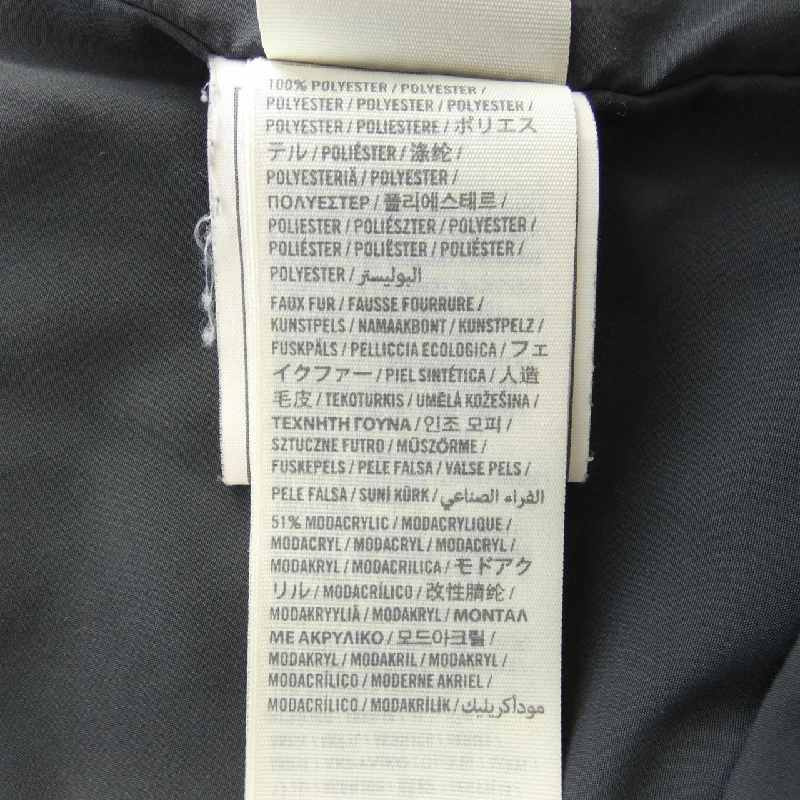 100% POLYESTER / POLYESTER /
POLYESTER / POLYESTER / POLYESTER /
POLYESTER / POLIESTERE / ポリエス
テル / POLIÉSTER / 涤纶 /
POLYESTERIÄ / POLYESTER /
ΠΟΛΥΕΣΤΕΡ / 폴리에스테르 /
POLIESTER / POLIÉSZTER / POLYESTER /
POLIÉSTER / POLIËSTER / POLIÉSTER /
POLYESTER / البوليستر
FAUX FUR / FAUSSE FOURRURE /
KUNSTPELS / NAMAAKBONT / KUNSTPELZ /
FUSKPÄLS / PELLICCIA ECOLOGICA / フェ
イクファー / PIEL SINTÉTICA / 人造
毛皮 / TEKOTURKIS / UMĚLÁ KOŽEŠINA /
ΤΕΧΝΗΤΗ ΓΟΥΝΑ / 인조 모피 /
SZTUCZNE FUTRO / MŰSZŐRME /
FUSKEPELS / PELE FALSA / VALSE PELS /
PELE FALSA / SUNİ KÜRK / الفراء الصناعي
51% MODACRYLIC / MODACRYLIQUE /
MODACRYL / MODACRYL / MODACRYL /
MODAKRYL / MODACRILICA / モドアク
リル / MODACRÍLICO / 改性腈纶 /
MODAKRYYLIÄ / MODAKRYL / ΜΟΝΤΑΛ
ΜΕ ΑΚΡΥΛΙΚΟ / 모드아크릴 /
MODAKRYL / MODAKRIL / MODAKRYL /
MODACRÍLICO / MODERNE AKRIEL /
MODACRÍLICO / MODAKRİLİK / موداكريليك